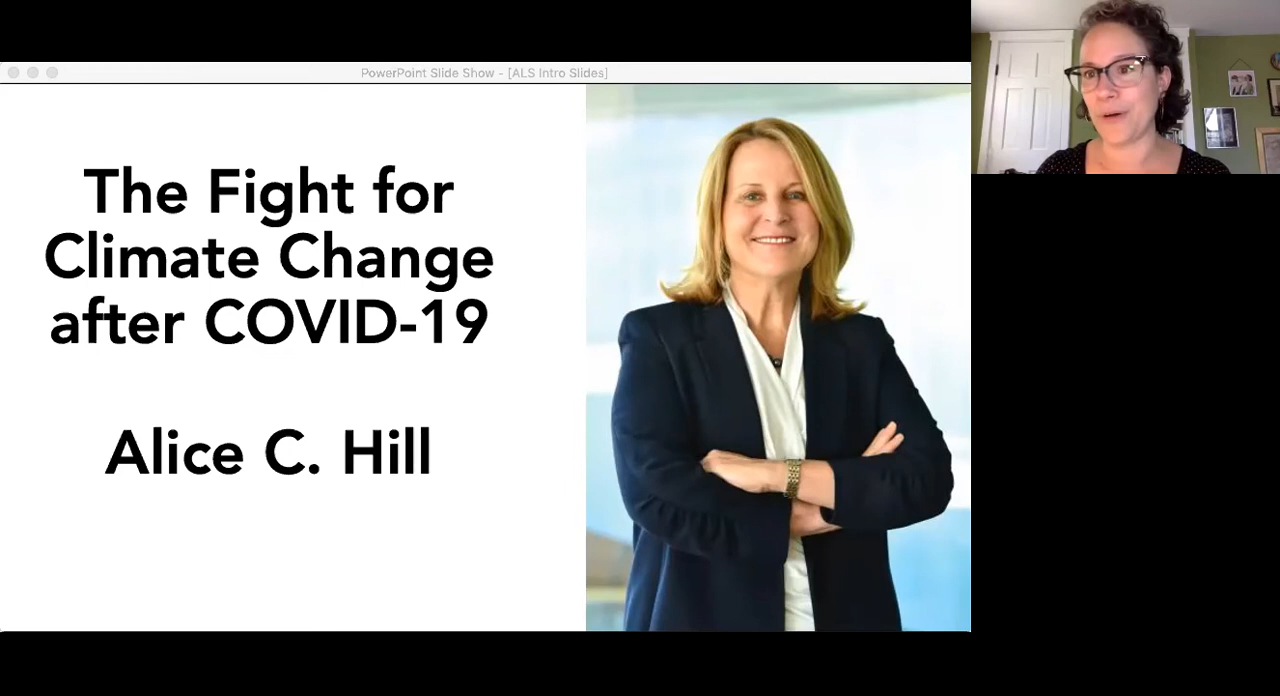 PowerPoint Slide Show - [ALS Intro Slides]
The Fight for
Climate Change
after COVID-19
Alice C. Hill